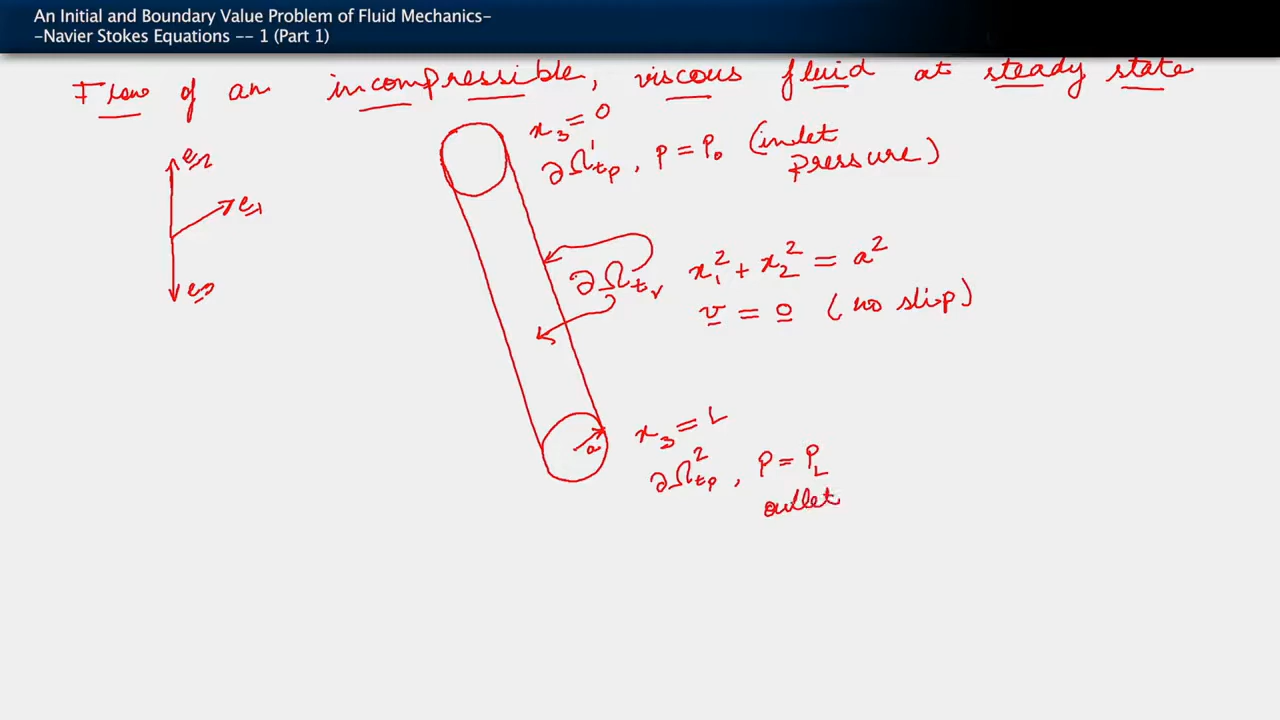 An Initial and Boundary Value Problem of Fluid Mechanics-
-Navier Stokes Equations -- 1 (Part 1)
Flow of an incompressible, viscous fluid at steady state
x₃ = 0
∂Ω¹ₜₚ, P = P₀ (inlet
pressure)
e₂
e₁
e₃
∂Ωₜᵥ x₁² + x₂² = a²
v = 0 (no slip)
a
x₃ = L
∂Ω²ₜₚ, P = P_L
outlet